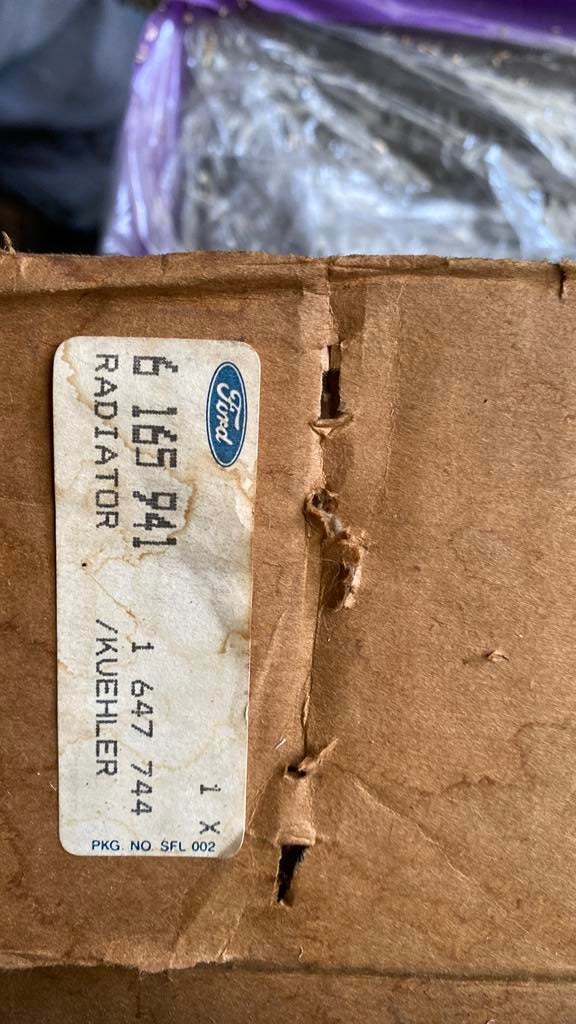 Ford
6 165 941
1 647 744
1 X
RADIATOR
/KUEHLER
PKG. NO. SFL 002